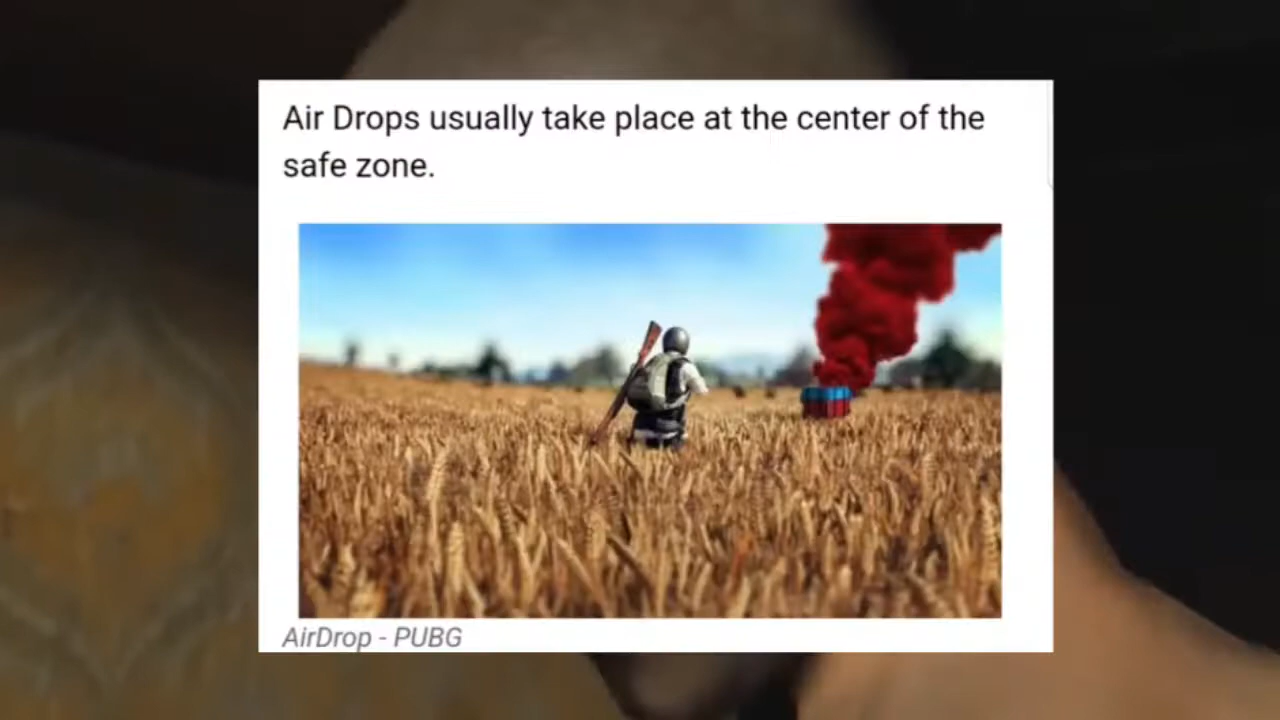 Air Drops usually take place at the center of the
safe zone.
AirDrop - PUBG